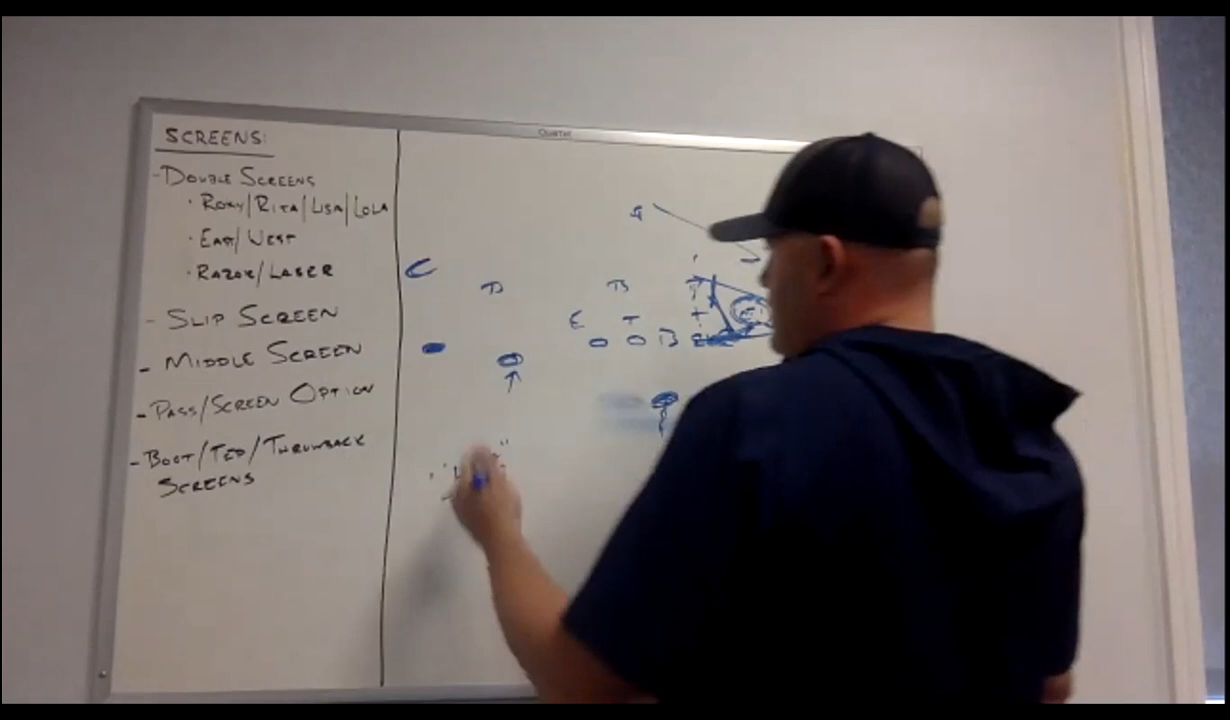 Quartet
SCREENS:
- DOUBLE SCREENS
· ROXY/RITA/LISA/LOLA
· EAST/WEST
· RAZOR/LASER
- SLIP SCREEN
- MIDDLE SCREEN
- PASS/SCREEN OPTION
- BOOT/TED/THROWBACK
SCREENS
C
B
E T